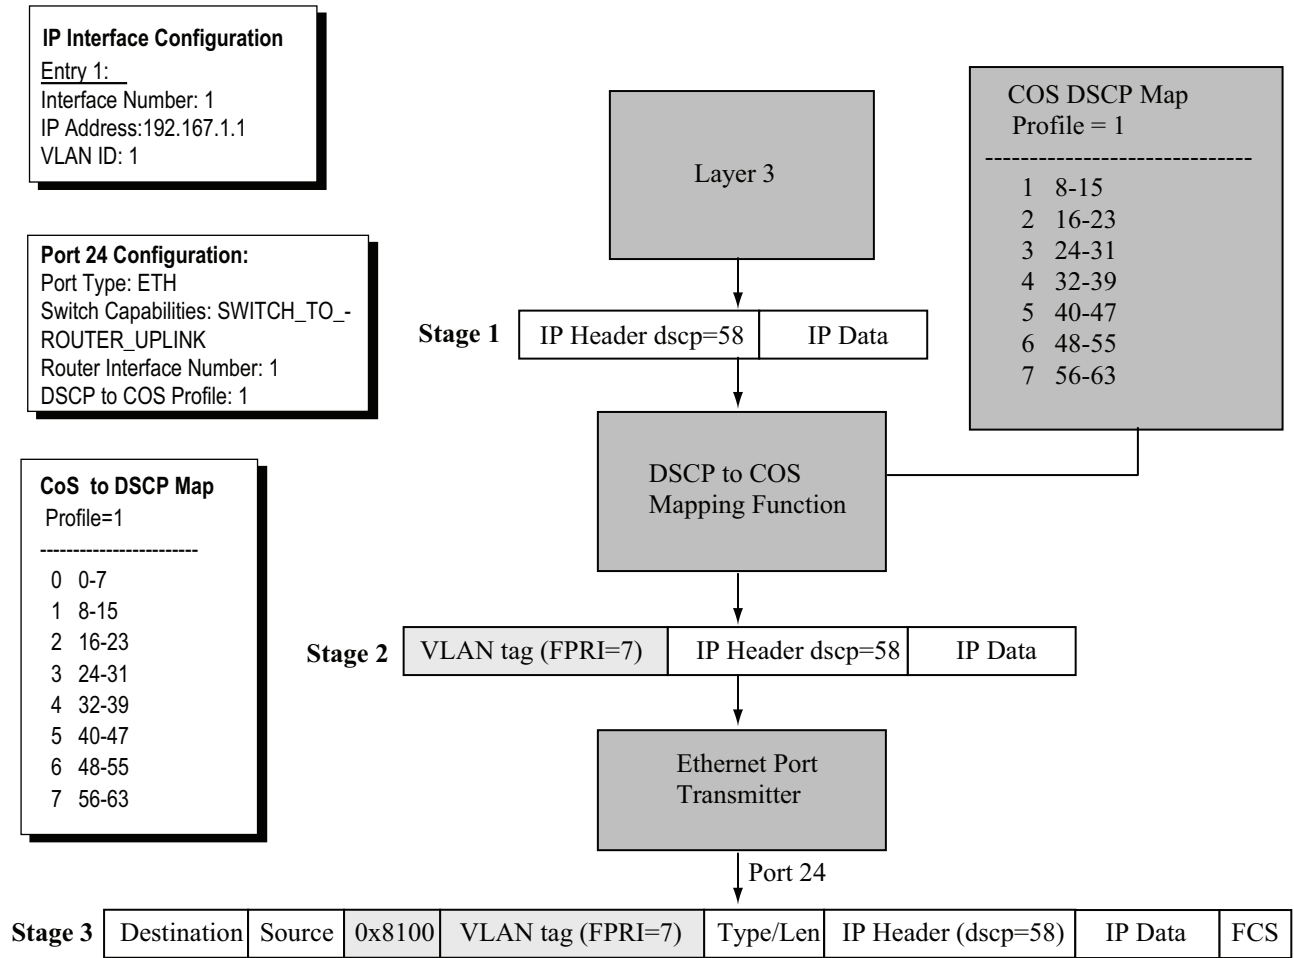 IP Interface Configuration
Entry 1:
Interface Number: 1
IP Address:192.167.1.1
VLAN ID: 1
Port 24 Configuration:
Port Type: ETH
Switch Capabilities: SWITCH_TO_-
ROUTER_UPLINK
Router Interface Number: 1
DSCP to COS Profile: 1
CoS to DSCP Map
Profile=1
------------------------
0 0-7
1 8-15
2 16-23
3 24-31
4 32-39
5 40-47
6 48-55
7 56-63
Layer 3
COS DSCP Map
Profile = 1
------------------------------
1 8-15
2 16-23
3 24-31
4 32-39
5 40-47
6 48-55
7 56-63
Stage 1 IP Header dscp=58 IP Data
DSCP to COS
Mapping Function
Stage 2 VLAN tag (FPRI=7) IP Header dscp=58 IP Data
Ethernet Port
Transmitter
Port 24
Stage 3 Destination Source 0x8100 VLAN tag (FPRI=7) Type/Len IP Header (dscp=58) IP Data FCS